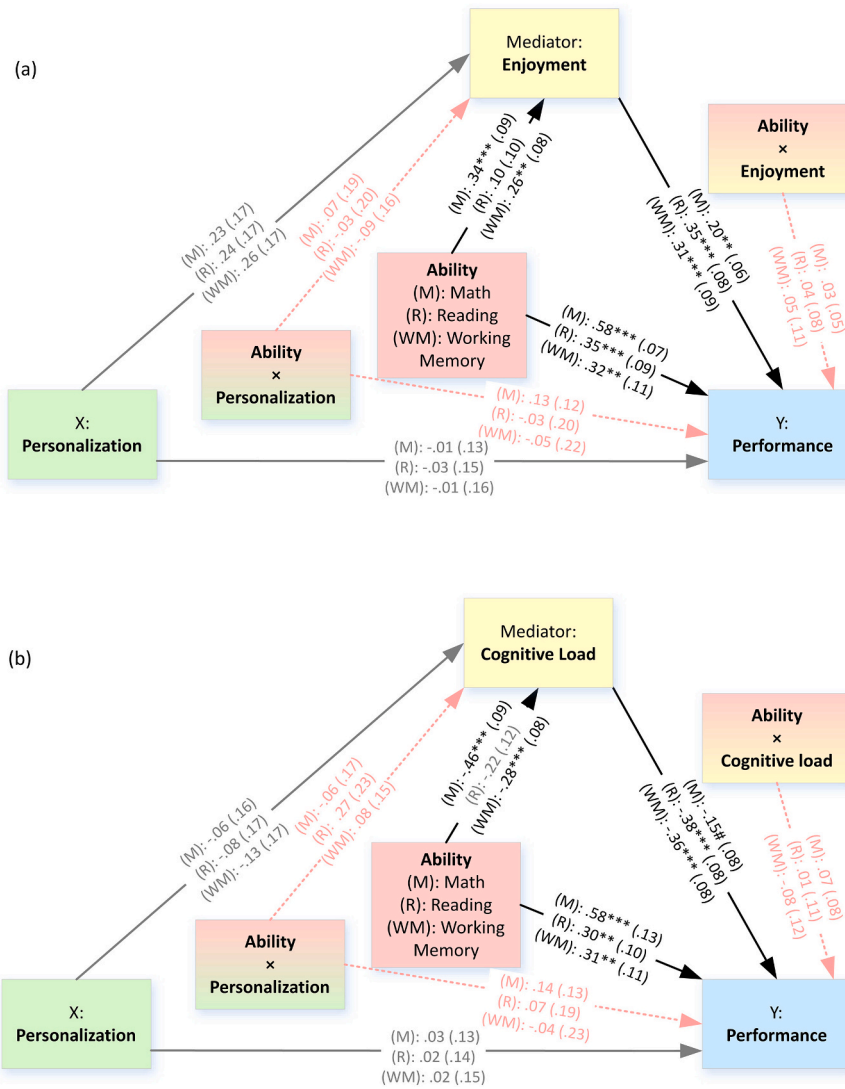 (a)
Mediator:
Enjoyment
Ability
×
Enjoyment
(M): .23 (.17)
(R): .24 (.17)
(WM): .26 (.17)
(M): .07 (.19)
(R): -.03 (.20)
(WM): -.09 (.16)
(M): .34*** (.09)
(R): .10 (.10)
(WM): .26** (.08)
(M): .20** (.06)
(R): .35*** (.08)
(WM): .31*** (.09)
(M): .03 (.05)
(R): .04 (.08)
(WM): .05 (.11)
Ability
(M): Math
(R): Reading
(WM): Working
Memory
(M): .58*** (.07)
(R): .35*** (.09)
(WM): .32** (.11)
Ability
×
Personalization
(M): .13 (.12)
(R): -.03 (.20)
(WM): -.05 (.22)
X:
Personalization
(M): -.01 (.13)
(R): -.03 (.15)
(WM): -.01 (.16)
Y:
Performance
(b)
Mediator:
Cognitive Load
Ability
×
Cognitive load
(M): -.06 (.16)
(R): -.08 (.17)
(WM): -.13 (.17)
(M): -.06 (.17)
(R): .27 (.23)
(WM): .08 (.15)
(M): -.46*** (.09)
(R): -.22 (.12)
(WM): -.28*** (.08)
(M): -.15# (.08)
(R): -.38*** (.08)
(WM): -.36*** (.08)
(M): .07 (.08)
(R): .01 (.11)
(WM): -.08 (.12)
Ability
(M): Math
(R): Reading
(WM): Working
Memory
(M): .58*** (.13)
(R): .30** (.10)
(WM): .31** (.11)
Ability
×
Personalization
(M): .14 (.13)
(R): .07 (.19)
(WM): -.04 (.23)
X:
Personalization
(M): .03 (.13)
(R): .02 (.14)
(WM): .02 (.15)
Y:
Performance